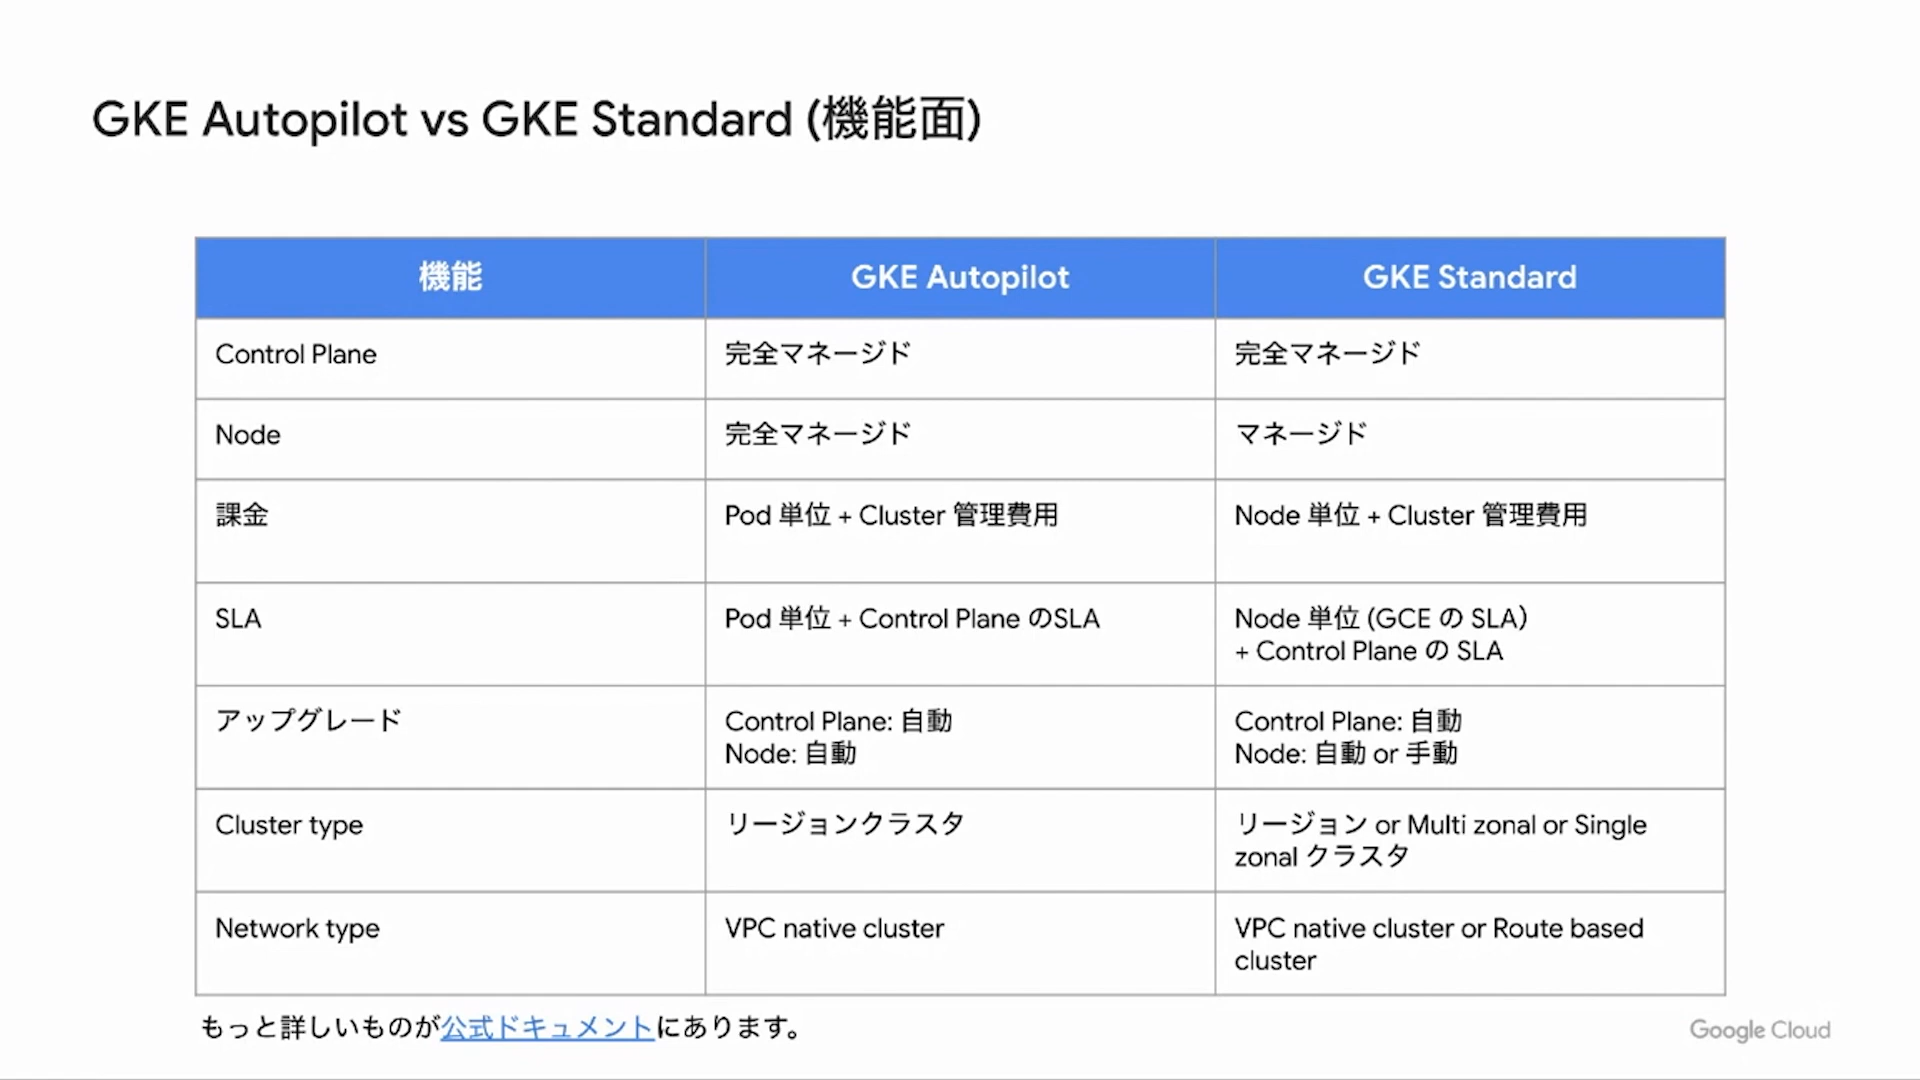 GKE Autopilot vs GKE Standard (機能面)
機能
GKE Autopilot
GKE Standard
Control Plane
完全マネージド
完全マネージド
Node
完全マネージド
マネージド
課金
Pod 単位 + Cluster 管理費用
Node 単位 + Cluster 管理費用
SLA
Pod 単位 + Control Plane のSLA
Node 単位 (GCE の SLA)
+ Control Plane の SLA
アップグレード
Control Plane: 自動
Node: 自動
Control Plane: 自動
Node: 自動 or 手動
Cluster type
リージョンクラスタ
リージョン or Multi zonal or Single
zonal クラスタ
Network type
VPC native cluster
VPC native cluster or Route based
cluster
もっと詳しいものが公式ドキュメントにあります。
Google Cloud